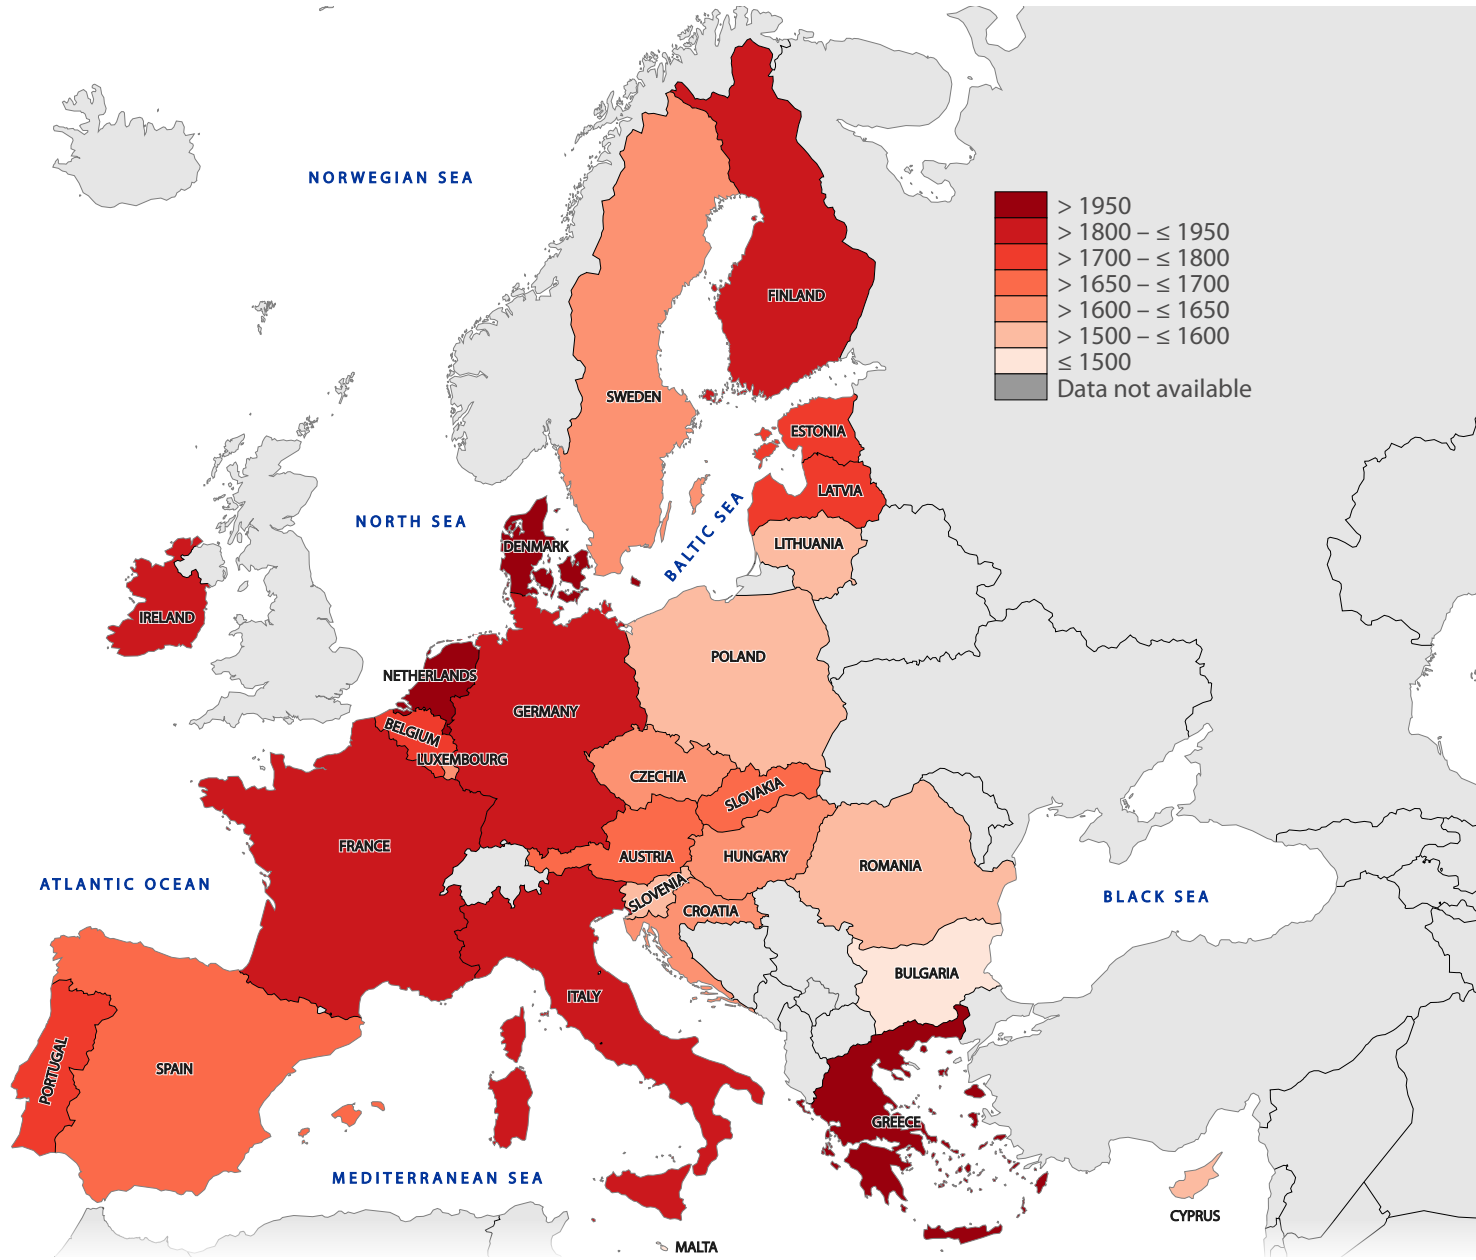 NORWEGIAN SEA
> 1950
> 1800 – ≤ 1950
> 1700 – ≤ 1800
> 1650 – ≤ 1700
> 1600 – ≤ 1650
> 1500 – ≤ 1600
≤ 1500
Data not available
FINLAND
SWEDEN
ESTONIA
LATVIA
NORTH SEA
BALTIC SEA
DENMARK
LITHUANIA
IRELAND
POLAND
NETHERLANDS
GERMANY
BELGIUM
LUXEMBOURG
CZECHIA
SLOVAKIA
FRANCE
AUSTRIA
HUNGARY
ROMANIA
ATLANTIC OCEAN
SLOVENIA
CROATIA
BLACK SEA
BULGARIA
ITALY
PORTUGAL
SPAIN
GREECE
MEDITERRANEAN SEA
CYPRUS
MALTA